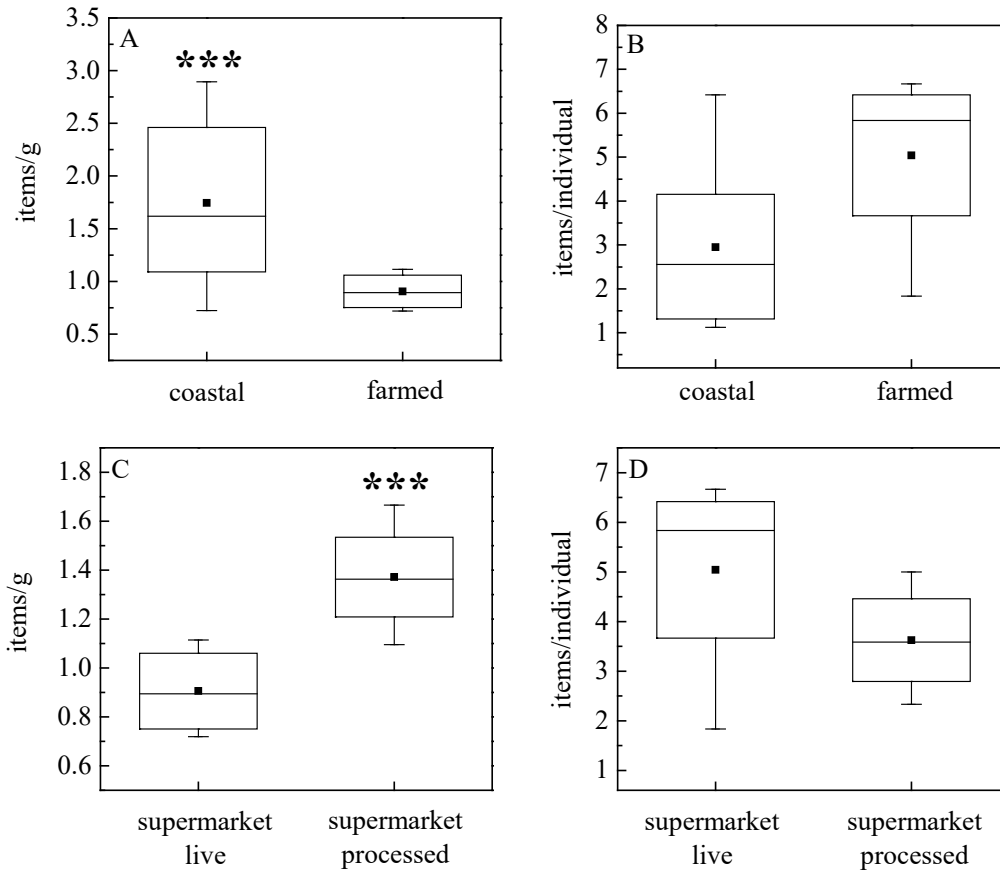 A
***
items/g
3.5
3.0
2.5
2.0
1.5
1.0
0.5
coastal
farmed
B
items/individual
8
7
6
5
4
3
2
1
coastal
farmed
C
***
items/g
1.8
1.6
1.4
1.2
1.0
0.8
0.6
supermarket
live
supermarket
processed
D
items/individual
7
6
5
4
3
2
1
supermarket
live
supermarket
processed